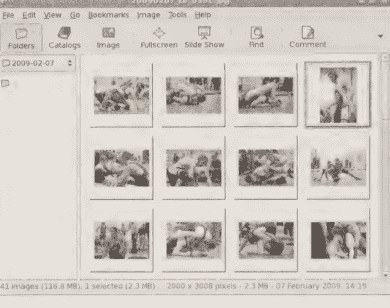 File Edit View Go Bookmarks Image Tools Help
Folders Catalogs Image Fullscreen Slide Show Find Comment
2009-02-07
41 images (116.8 MB), 1 selected (2.3 MB) 2000 x 3008 pixels - 2.3 MB - 07 February 2009, 14:19